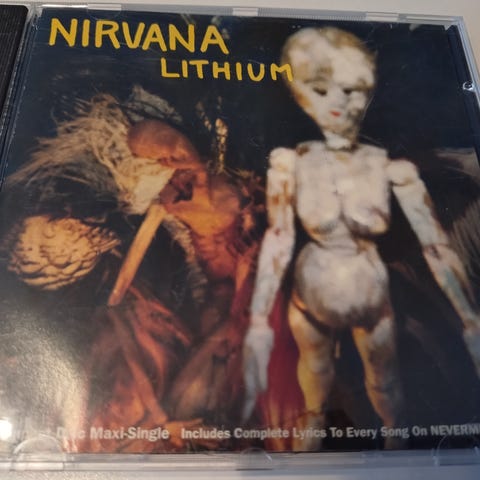 NIRVANA
LITHIUM
Disc Maxi-Single Includes Complete Lyrics To Every Song On